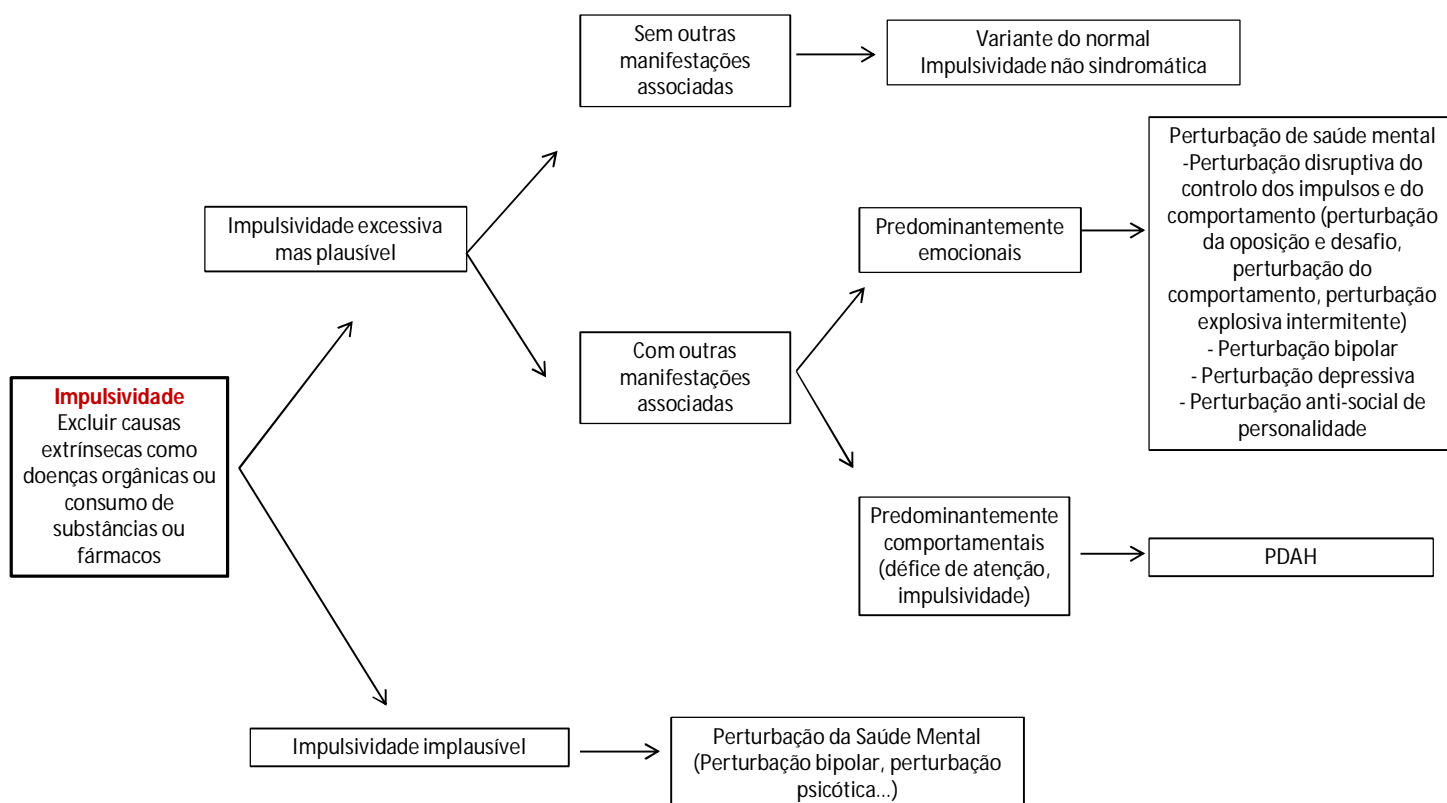 Sem outras
manifestações
associadas
Variante do normal
Impulsividade não sindromática
Impulsividade excessiva
mas plausível
Predominantemente
emocionais
Perturbação de saúde mental
-Perturbação disruptiva do
controlo dos impulsos e do
comportamento (perturbação
da oposição e desafio,
perturbação do
comportamento, perturbação
explosiva intermitente)
- Perturbação bipolar
- Perturbação depressiva
- Perturbação anti-social de
personalidade
Com outras
manifestações
associadas
Impulsividade
Excluir causas
extrínsecas como
doenças orgânicas ou
consumo de
substâncias ou
fármacos
Predominantemente
comportamentais
(défice de atenção,
impulsividade)
PDAH
Impulsividade implausível
Perturbação da Saúde Mental
(Perturbação bipolar, perturbação
psicótica...)